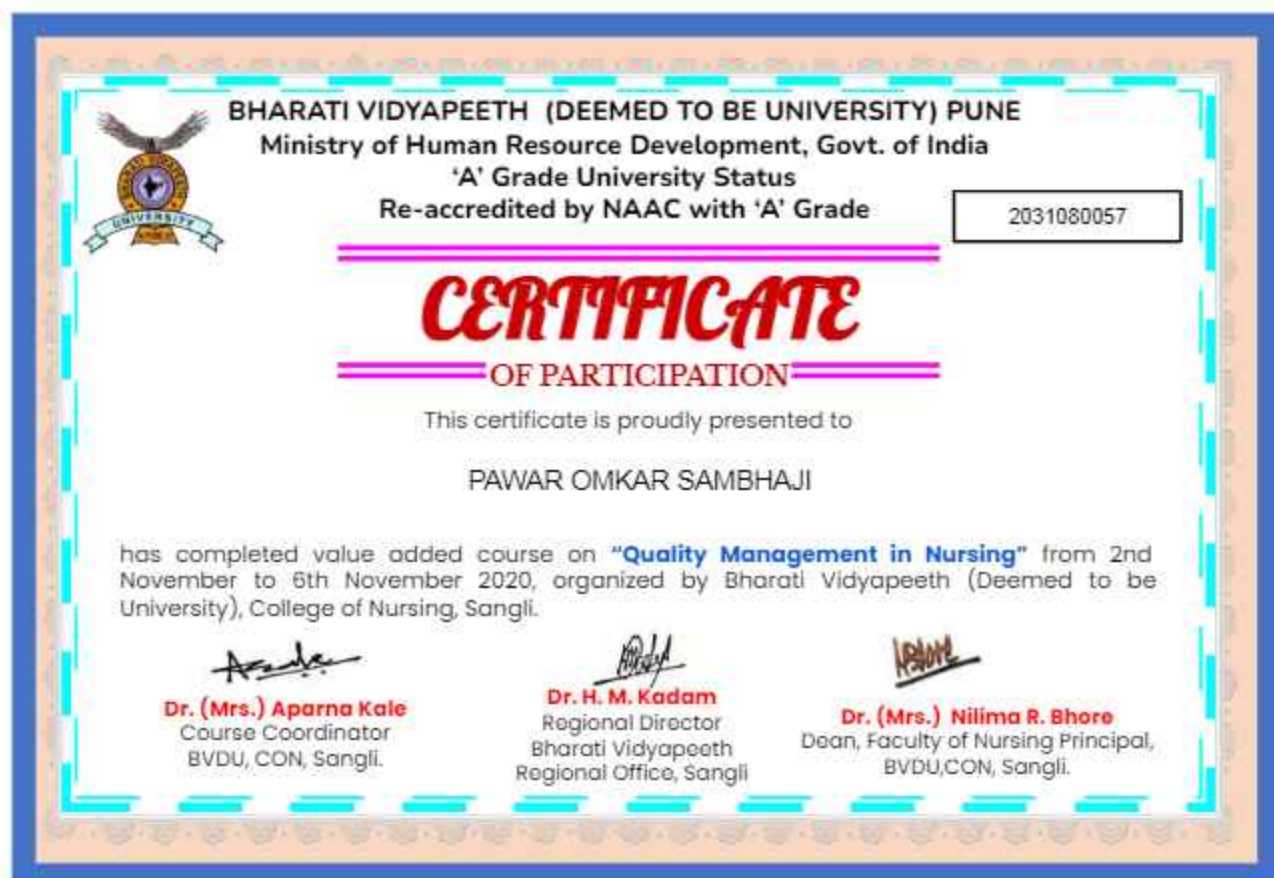 BHARATI VIDYAPEETH (DEEMED TO BE UNIVERSITY) PUNE
Ministry of Human Resource Development, Govt. of India
‘A’ Grade University Status
Re-accredited by NAAC with ‘A’ Grade
2031080057
BHARATI VIDYAPEETH
UNIVERSITY
CERTIFICATE
OF PARTICIPATION
This certificate is proudly presented to
PAWAR OMKAR SAMBHAJI
has completed value added course on “Quality Management in Nursing” from 2nd
November to 6th November 2020, organized by Bharati Vidyapeeth (Deemed to be
University), College of Nursing, Sangli.
Dr. (Mrs.) Aparna Kale
Course Coordinator
BVDU, CON, Sangli.
Dr. H. M. Kadam
Regional Director
Bharati Vidyapeeth
Regional Office, Sangli
Dr. (Mrs.) Nilima R. Bhore
Dean, Faculty of Nursing Principal,
BVDU,CON, Sangli.